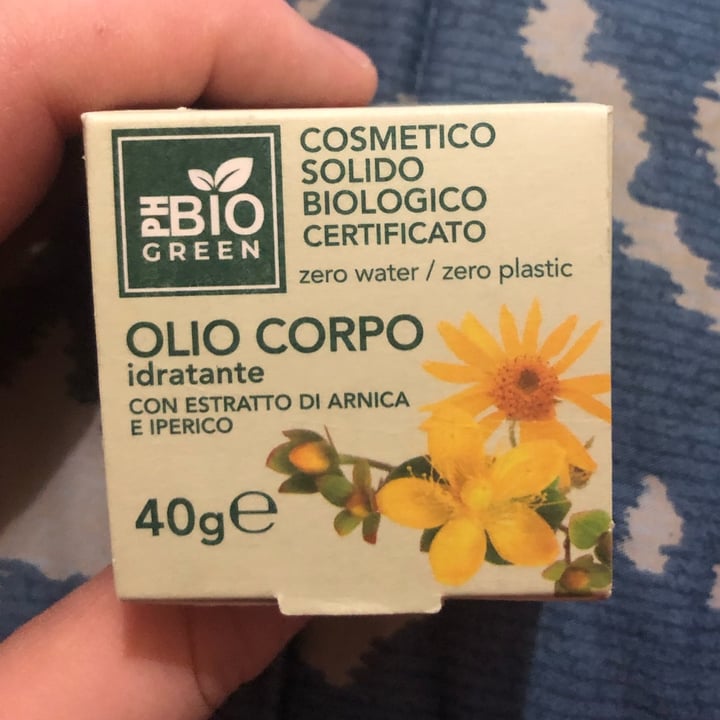 PH BIO
GREEN
COSMETICO
SOLIDO
BIOLOGICO
CERTIFICATO
zero water / zero plastic
OLIO CORPO
idratante
CON ESTRATTO DI ARNICA
E IPERICO
40g℮